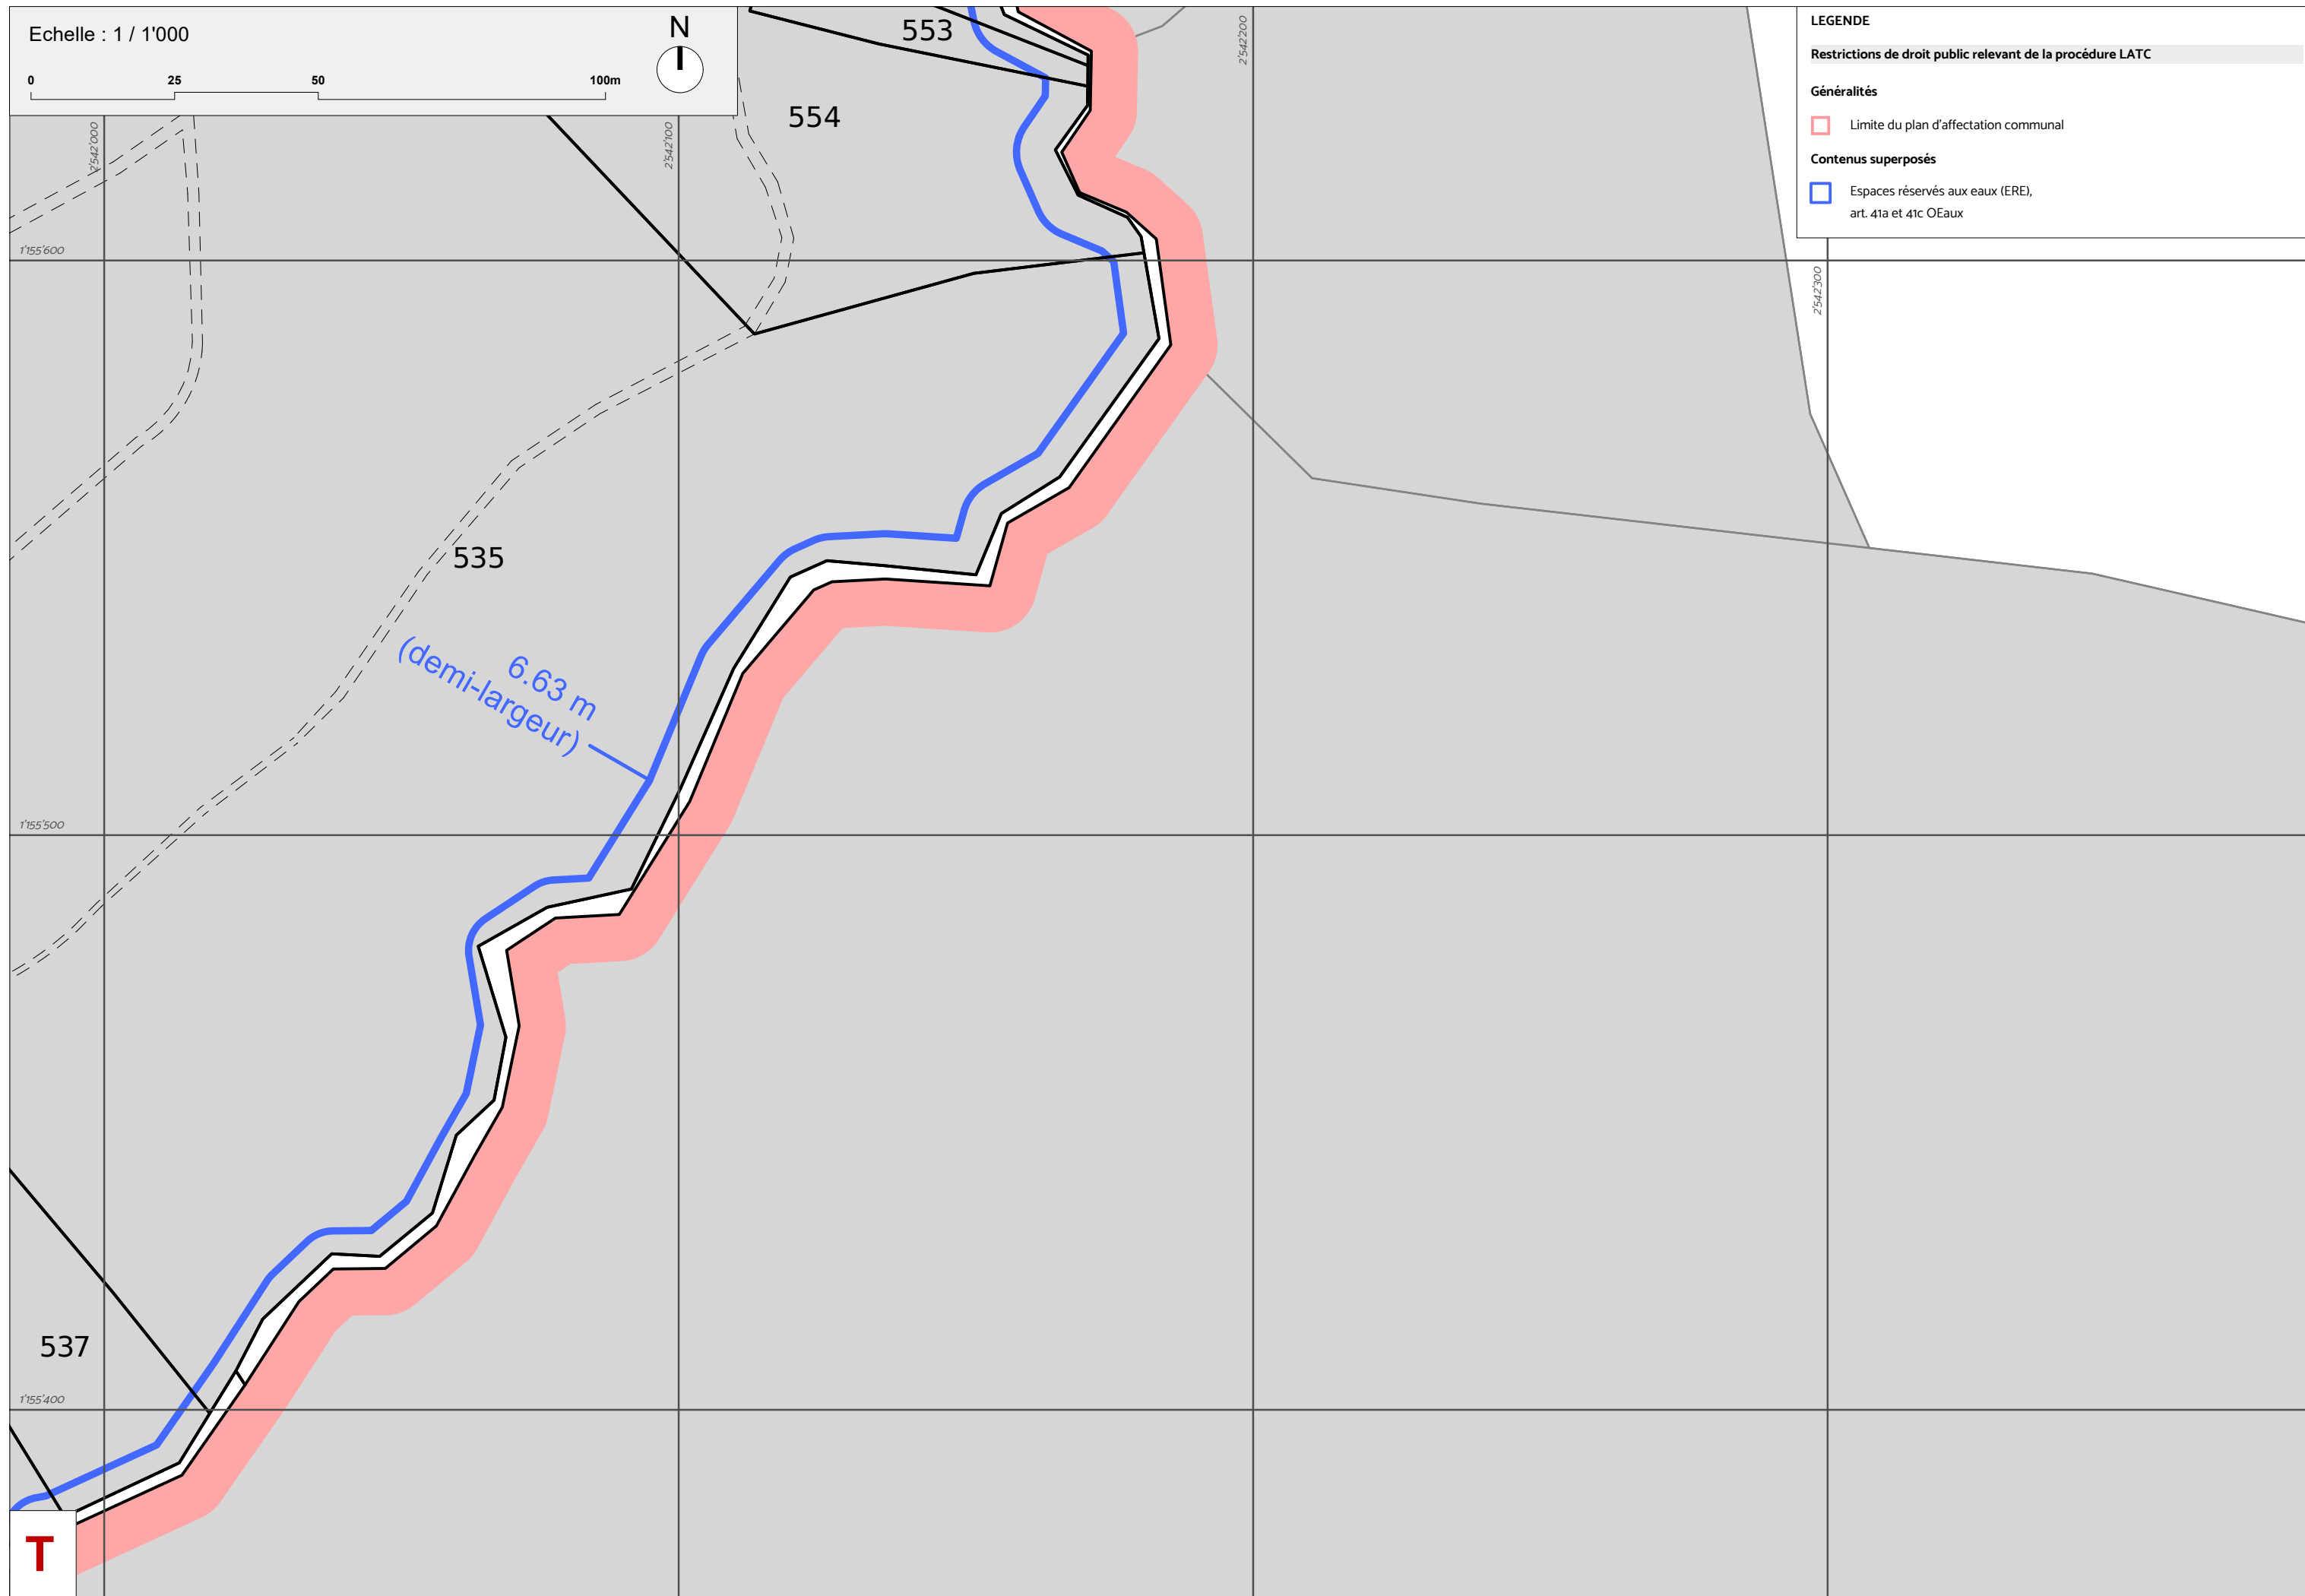 Echelle : 1 / 1'000
N
0 25 50 100m
LEGENDE
Restrictions de droit public relevant de la procédure LATC
Généralités
Limite du plan d'affectation communal
Contenus superposés
Espaces réservés aux eaux (ERE),
art. 41a et 41c OEaux
553
554
2'542'000
2'542'100
2'542'200
2'542'300
1'155'600
535
6.63 m
(demi-largeur)
1'155'500
537
1'155'400
T